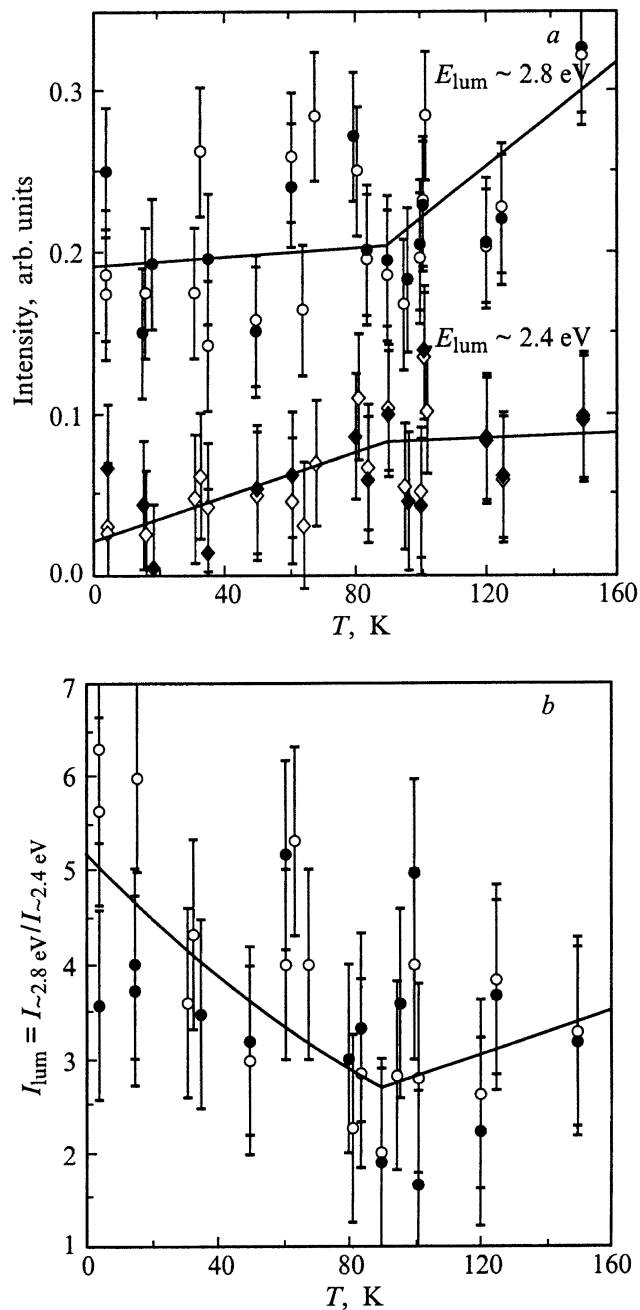 a
E_lum ~ 2.8 eV
0.3
0.2
Intensity, arb. units
E_lum ~ 2.4 eV
0.1
0.0
0 40 80 120 160
T, K
b
7
6
5
4
3
2
1
I_lum = I_~2.8 eV/I_~2.4 eV
0 40 80 120 160
T, K